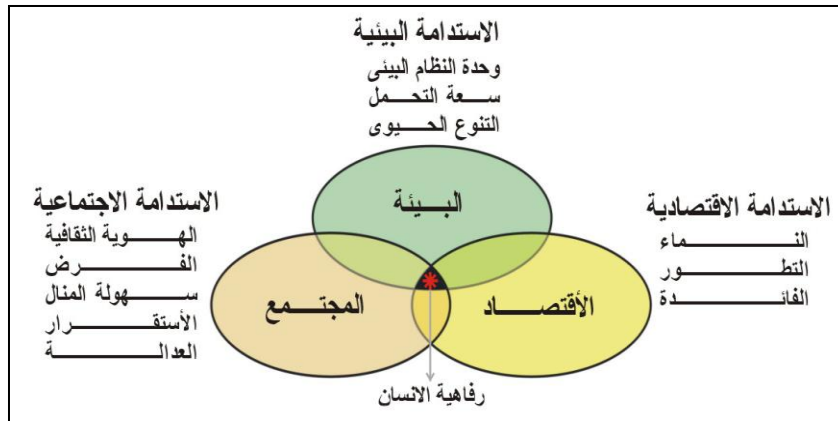 الاستدامة البيئية
وحدة النظام البيئى
سعة التحمل
التنوع الحيوى
البيئة
الاستدامة الاجتماعية
الهوية الثقافية
الفرض
سهولة المنال
الأستقرار
العدالة
الاستدامة الاقتصادية
النماء
التطور
الفائدة
المجتمع
الأقتصاد
رفاهية الانسان